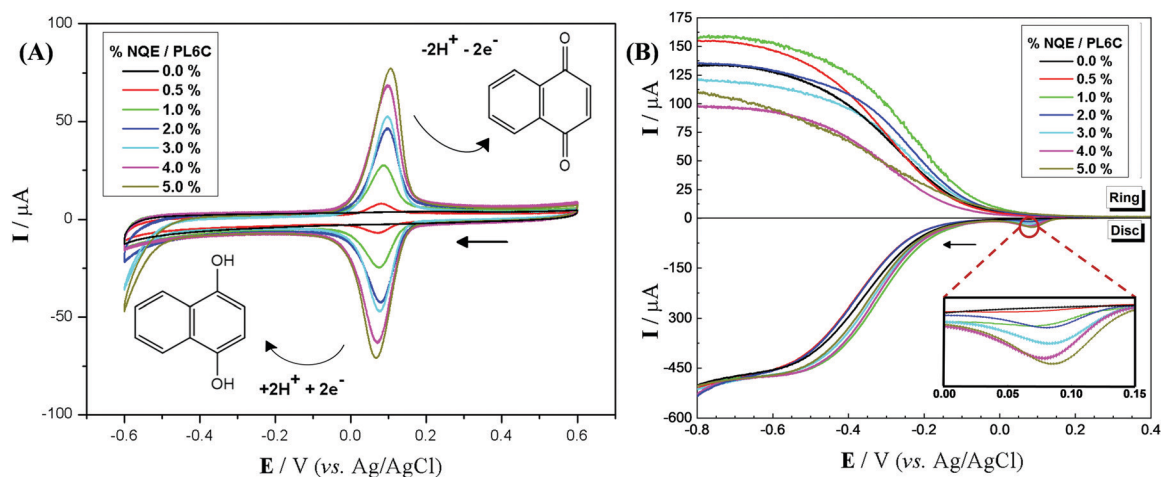 (A)
% NQE / PL6C
0.0 %
0.5 %
1.0 %
2.0 %
3.0 %
4.0 %
5.0 %
-2H+ - 2e-
O
O
OH
OH
+2H+ + 2e-
100
50
0
-50
-100
I / µA
-0.6
-0.4
-0.2
0.0
0.2
0.4
0.6
E / V (vs. Ag/AgCl)
(B)
% NQE / PL6C
0.0 %
0.5 %
1.0 %
2.0 %
3.0 %
4.0 %
5.0 %
Ring
Disc
175
150
125
100
75
50
25
0
-150
-300
-450
-600
I / µA
I / µA
0.00
0.05
0.10
0.15
-0.8
-0.6
-0.4
-0.2
0.0
0.2
0.4
E / V (vs. Ag/AgCl)